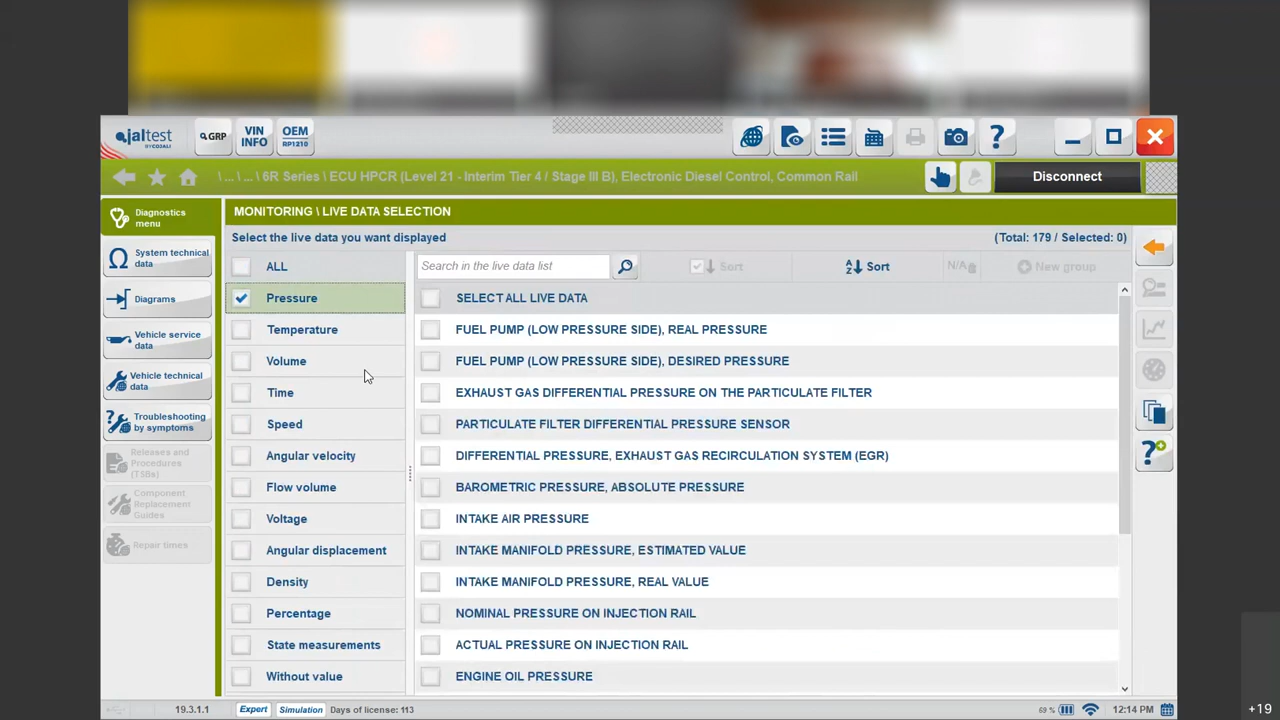 jaltest
BY COJALI
GRP
VIN
INFO
OEM
RP1210
?
\ ... \ ... \ 6R Series \ ECU HPCR (Level 21 - Interim Tier 4 / Stage III B), Electronic Diesel Control, Common Rail
Disconnect
Diagnostics
menu
System technical
data
Diagrams
Vehicle service
data
Vehicle technical
data
Troubleshooting
by symptoms
Releases and
Procedures
(TSBs)
Component
Replacement
Guides
Repair times
MONITORING \ LIVE DATA SELECTION
Select the live data you want displayed
(Total: 179 / Selected: 0)
ALL
Search in the live data list
Sort
Sort
N/A
New group
Pressure
SELECT ALL LIVE DATA
Temperature
FUEL PUMP (LOW PRESSURE SIDE), REAL PRESSURE
Volume
FUEL PUMP (LOW PRESSURE SIDE), DESIRED PRESSURE
Time
EXHAUST GAS DIFFERENTIAL PRESSURE ON THE PARTICULATE FILTER
Speed
PARTICULATE FILTER DIFFERENTIAL PRESSURE SENSOR
Angular velocity
DIFFERENTIAL PRESSURE, EXHAUST GAS RECIRCULATION SYSTEM (EGR)
Flow volume
BAROMETRIC PRESSURE, ABSOLUTE PRESSURE
Voltage
INTAKE AIR PRESSURE
Angular displacement
INTAKE MANIFOLD PRESSURE, ESTIMATED VALUE
Density
INTAKE MANIFOLD PRESSURE, REAL VALUE
Percentage
NOMINAL PRESSURE ON INJECTION RAIL
State measurements
ACTUAL PRESSURE ON INJECTION RAIL
Without value
ENGINE OIL PRESSURE
19.3.1.1
Expert
Simulation
Days of license: 113
69 %
12:14 PM
+19